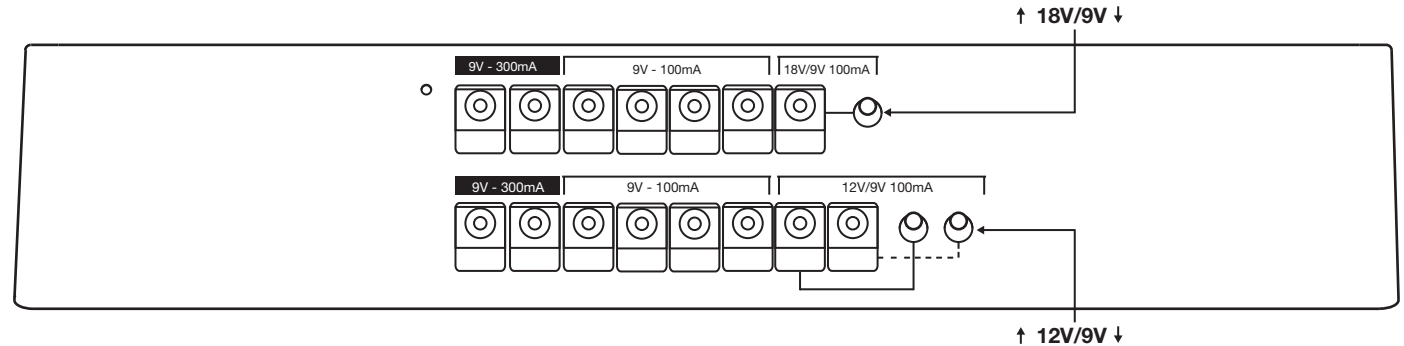 ↑ 18V/9V ↓
9V - 300mA
9V - 100mA
18V/9V 100mA
9V - 300mA
9V - 100mA
12V/9V 100mA
↑ 12V/9V ↓